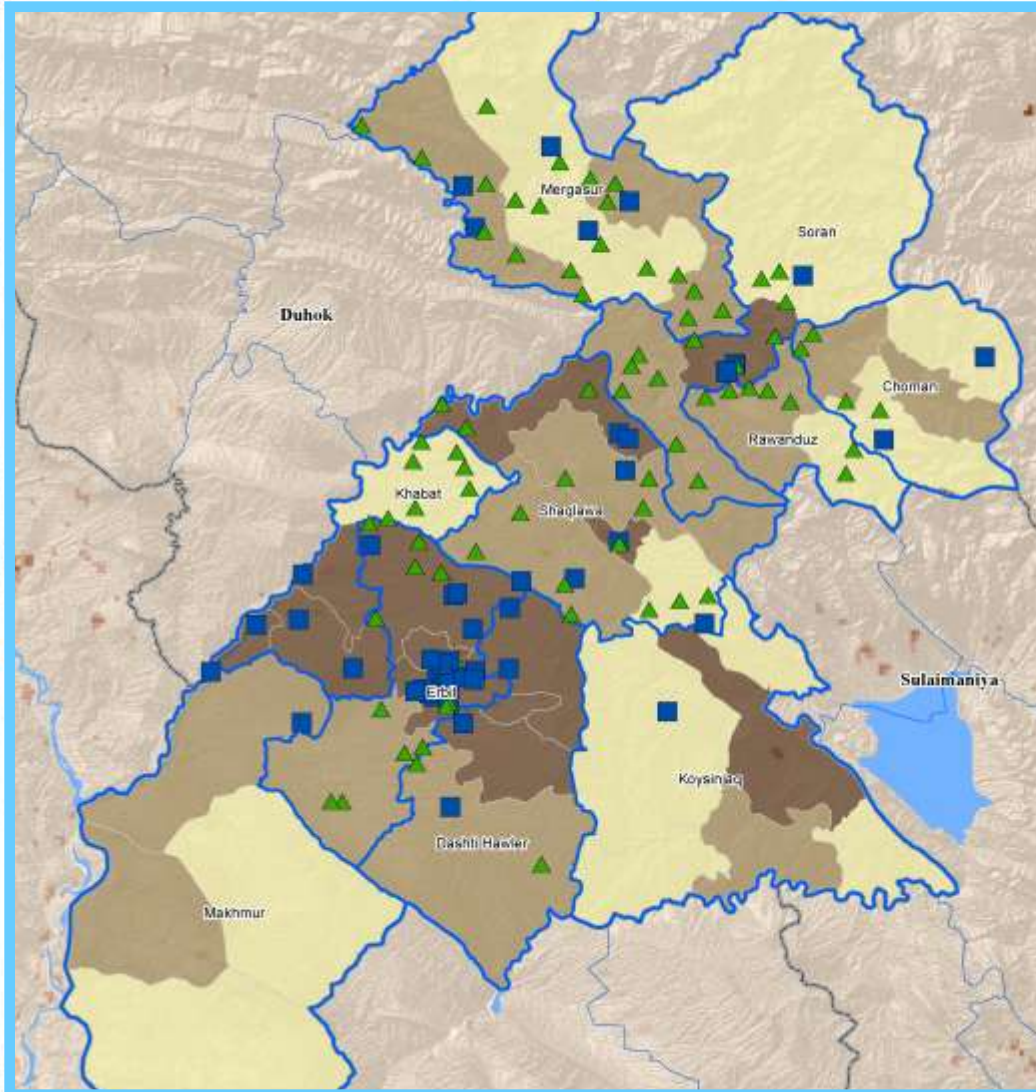 Mergasur
Soran
Duhok
Choman
Rawanduz
Khabat
Shaqlawa
Sulaimaniya
Erbil
Koysinjaq
Dashti Hawler
Makhmur